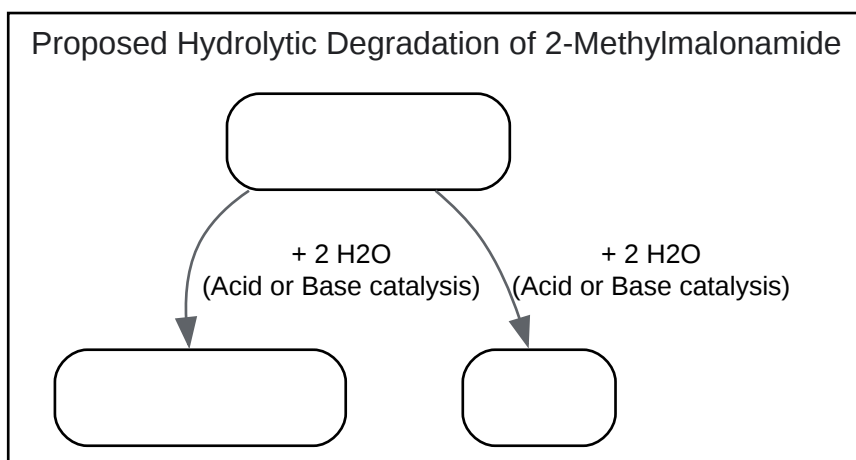 Proposed Hydrolytic Degradation of 2-Methylmalonamide
+ 2 H2O
(Acid or Base catalysis)
+ 2 H2O
(Acid or Base catalysis)